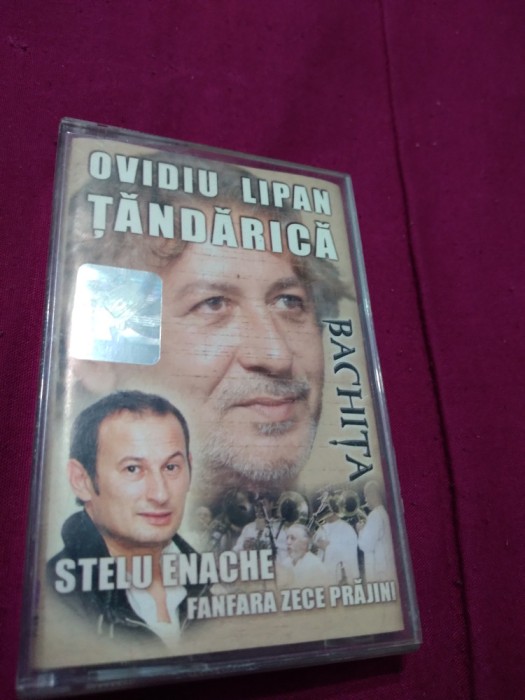 OVIDIU LIPAN
ȚĂNDĂRICĂ
BACHIȚA
STELU ENACHE
FANFARA ZECE PRĂJINI